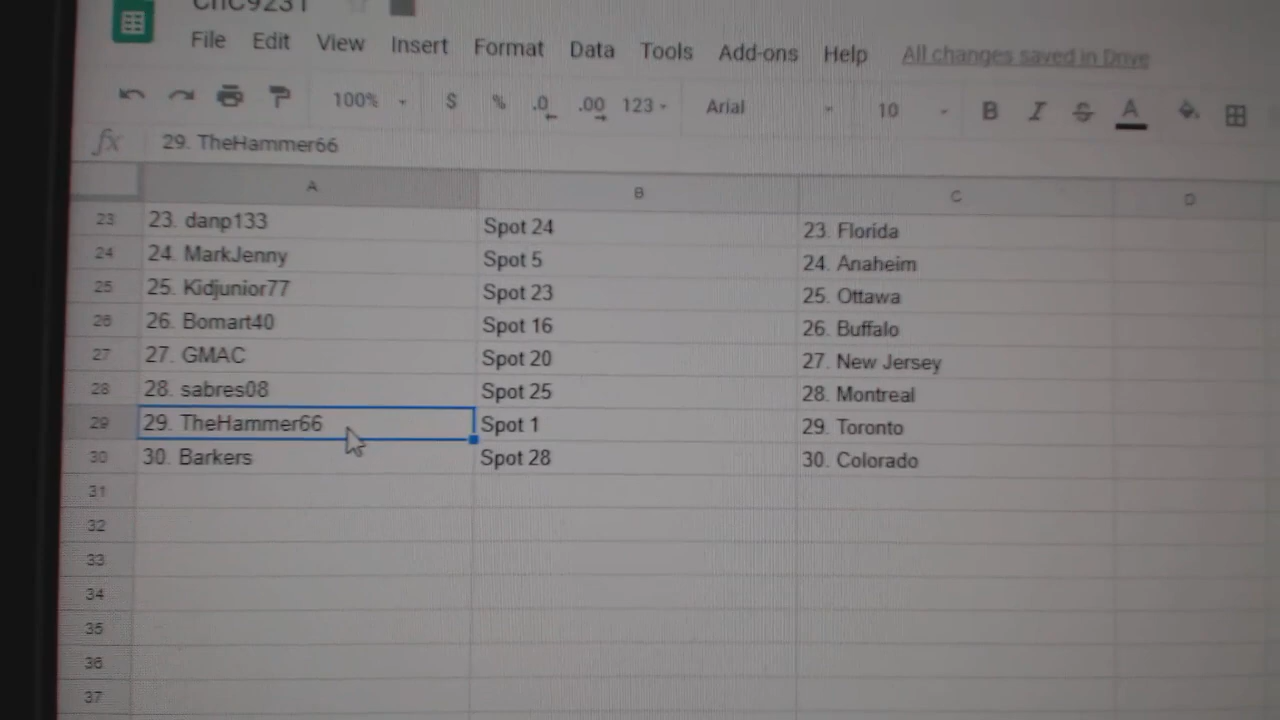 CnC9231
File Edit View Insert Format Data Tools Add-ons Help All changes saved in Drive
100% $ % .0 .00 123 Arial 10 B I S A
fx 29. TheHammer66
A B C D
23 23. danp133 Spot 24 23. Florida
24 24. MarkJenny Spot 5 24. Anaheim
25 25. Kidjunior77 Spot 23 25. Ottawa
26 26. Bomart40 Spot 16 26. Buffalo
27 27. GMAC Spot 20 27. New Jersey
28 28. sabres08 Spot 25 28. Montreal
29 29. TheHammer66 Spot 1 29. Toronto
30 30. Barkers Spot 28 30. Colorado
31
32
33
34
35
36
37